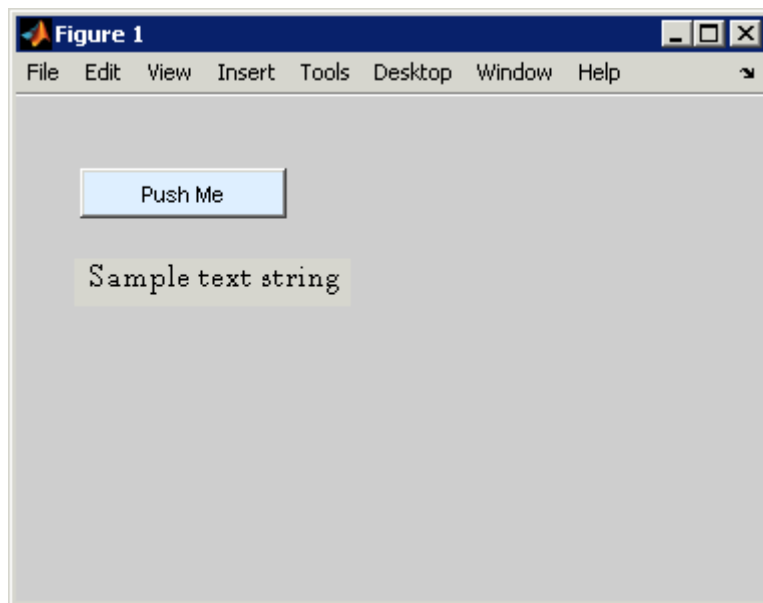 Figure 1
File Edit View Insert Tools Desktop Window Help
Push Me
Sample text string